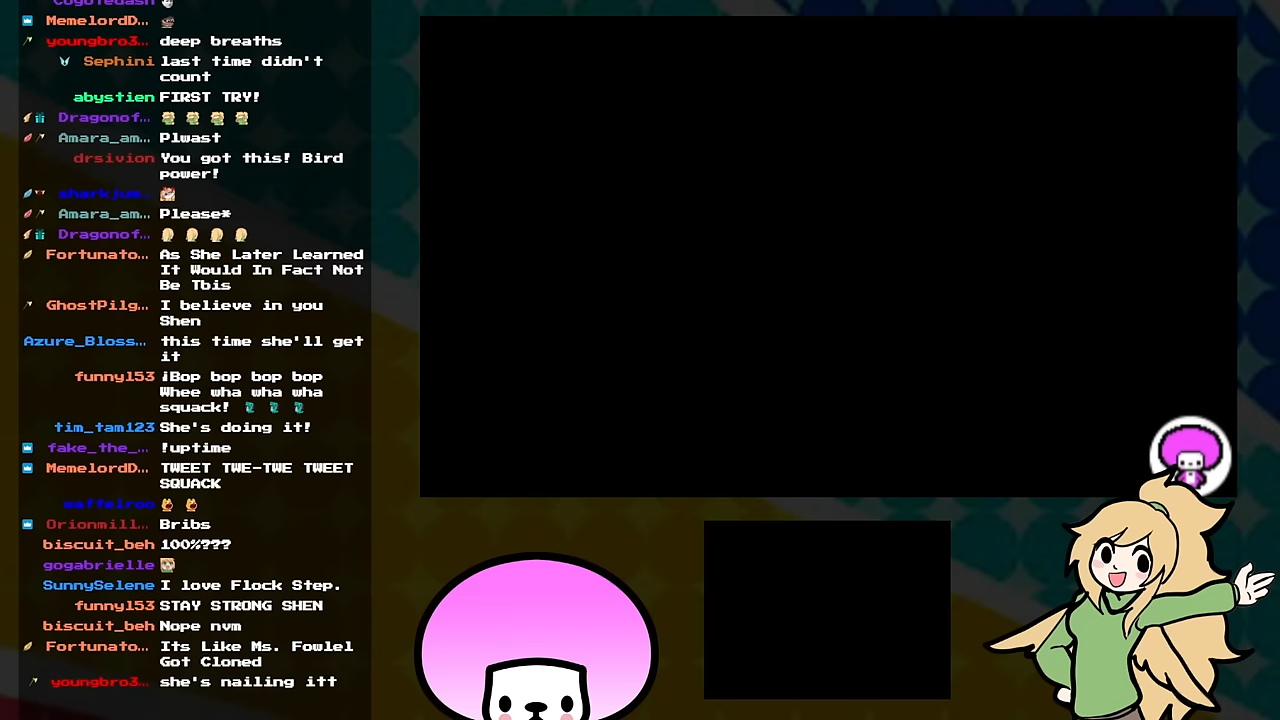 MemelordD...
youngbro3... deep breaths
Sephini last time didn't
count
abystien FIRST TRY!
Dragonof...
Amara_am... Plwast
drsivion You got this! Bird
power!
sharkjum...
Amara_am... Please*
Dragonof...
Fortunato... As She Later Learned
It Would In Fact Not
Be Tbis
GhostPilg... I believe in you
Shen
Azure_Bloss... this time she'll get
it
funnyl53 ¡Bop bop bop bop
Whee wha wha wha
squack!
tim_tam123 She's doing it!
fake_the_... !uptime
MemelordD... TWEET TWE-TWE TWEET
SQUACK
waffelroo
Orionmill... Bribs
biscuit_beh 100%???
gogabrielle
SunnySelene I love Flock Step.
funnyl53 STAY STRONG SHEN
biscuit_beh Nope nvm
Fortunato... Its Like Ms. Fowlel
Got Cloned
youngbro3... she's nailing itt